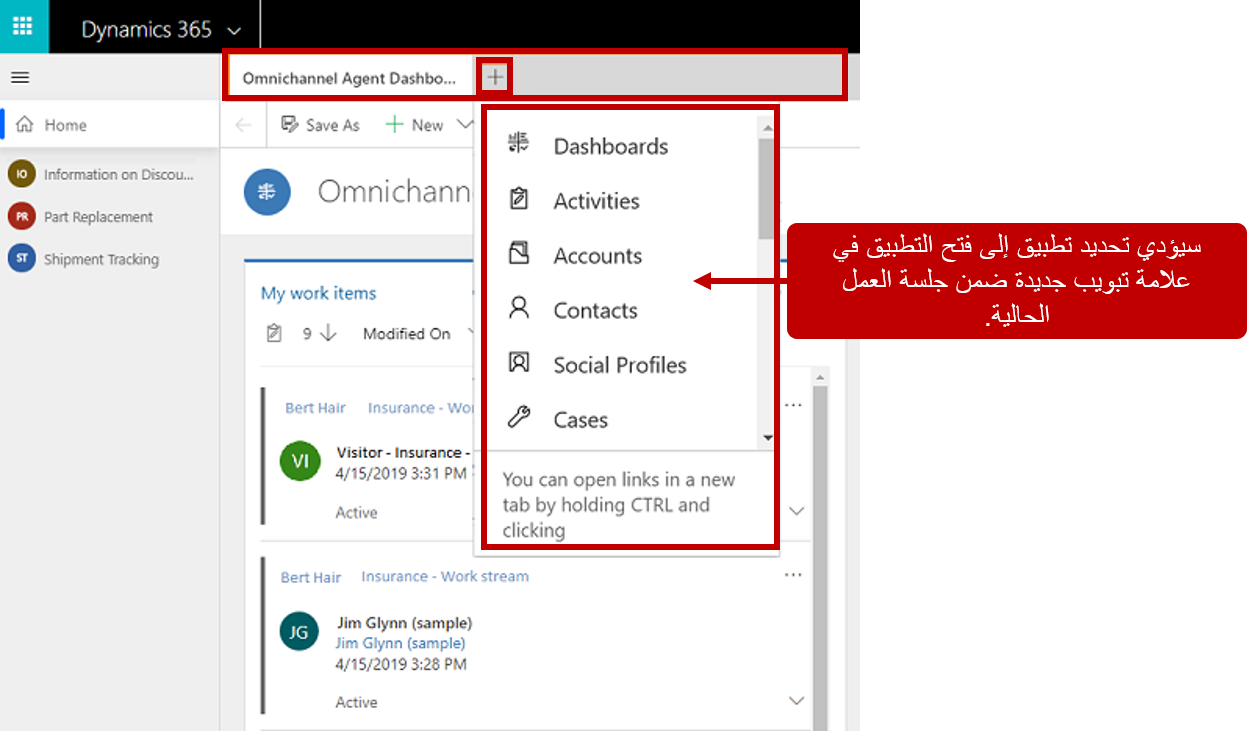 Dynamics 365
Omnichannel Agent Dashbo...
Home
Save As
New
IO
Information on Discou...
PR
Part Replacement
ST
Shipment Tracking
Omnichann
Dashboards
Activities
Accounts
Contacts
Social Profiles
Cases
You can open links in a new
tab by holding CTRL and
clicking
سيؤدي تحديد تطبيق إلى فتح التطبيق في
علامة تبويب جديدة ضمن جلسة العمل
الحالية.
My work items
9
Modified On
Bert Hair
Insurance - Wo
VI
Visitor - Insurance -
4/15/2019 3:31 PM
Active
Bert Hair
Insurance - Work stream
JG
Jim Glynn (sample)
Jim Glynn (sample)
4/15/2019 3:28 PM
Active